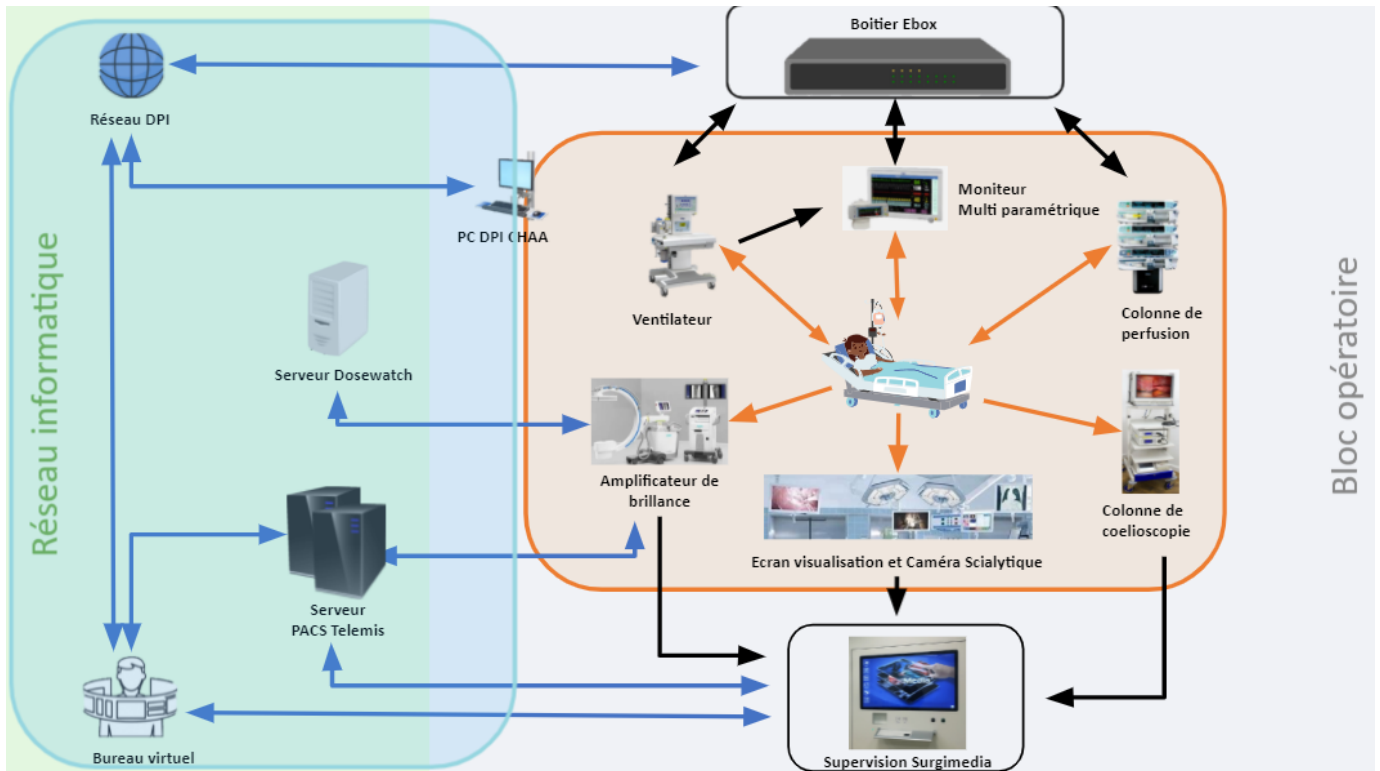 Boitier Ebox
Réseau DPI
Moniteur
Multi paramétrique
PC DPI CHAA
Ventilateur
Colonne de
perfusion
Réseau informatique
Bloc opératoire
Serveur Dosewatch
Amplificateur de
brillance
Colonne de
coelioscopie
Ecran visualisation et Caméra Scialytique
Serveur
PACS Telemis
Bureau virtuel
Supervision Surgimedia